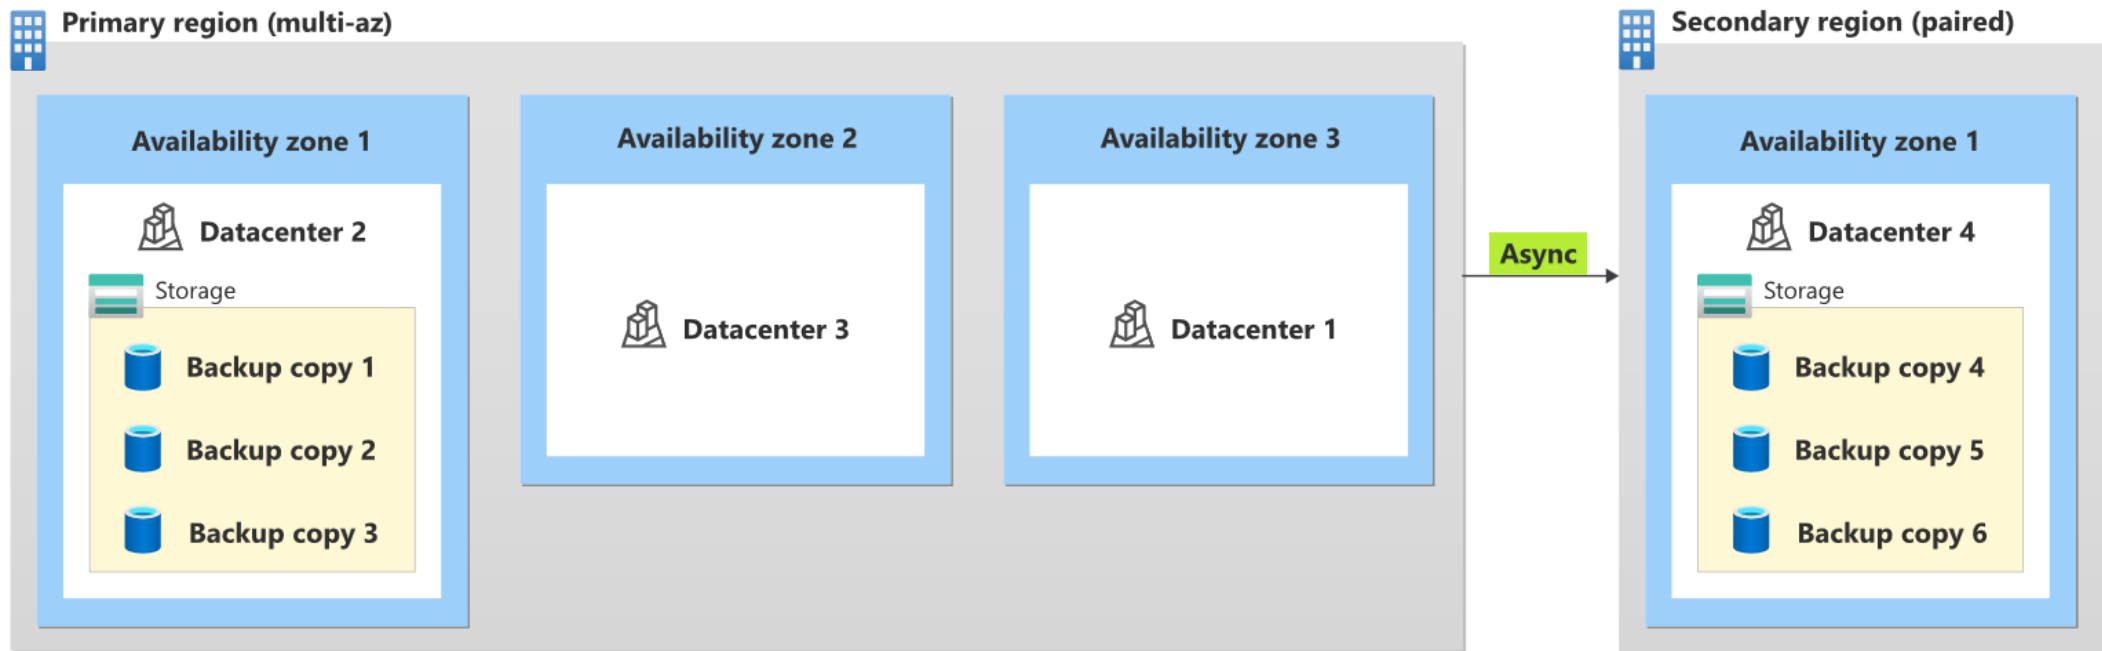 Primary region (multi-az)
Availability zone 1
Datacenter 2
Storage
Backup copy 1
Backup copy 2
Backup copy 3
Availability zone 2
Datacenter 3
Availability zone 3
Datacenter 1
Async
Secondary region (paired)
Availability zone 1
Datacenter 4
Storage
Backup copy 4
Backup copy 5
Backup copy 6